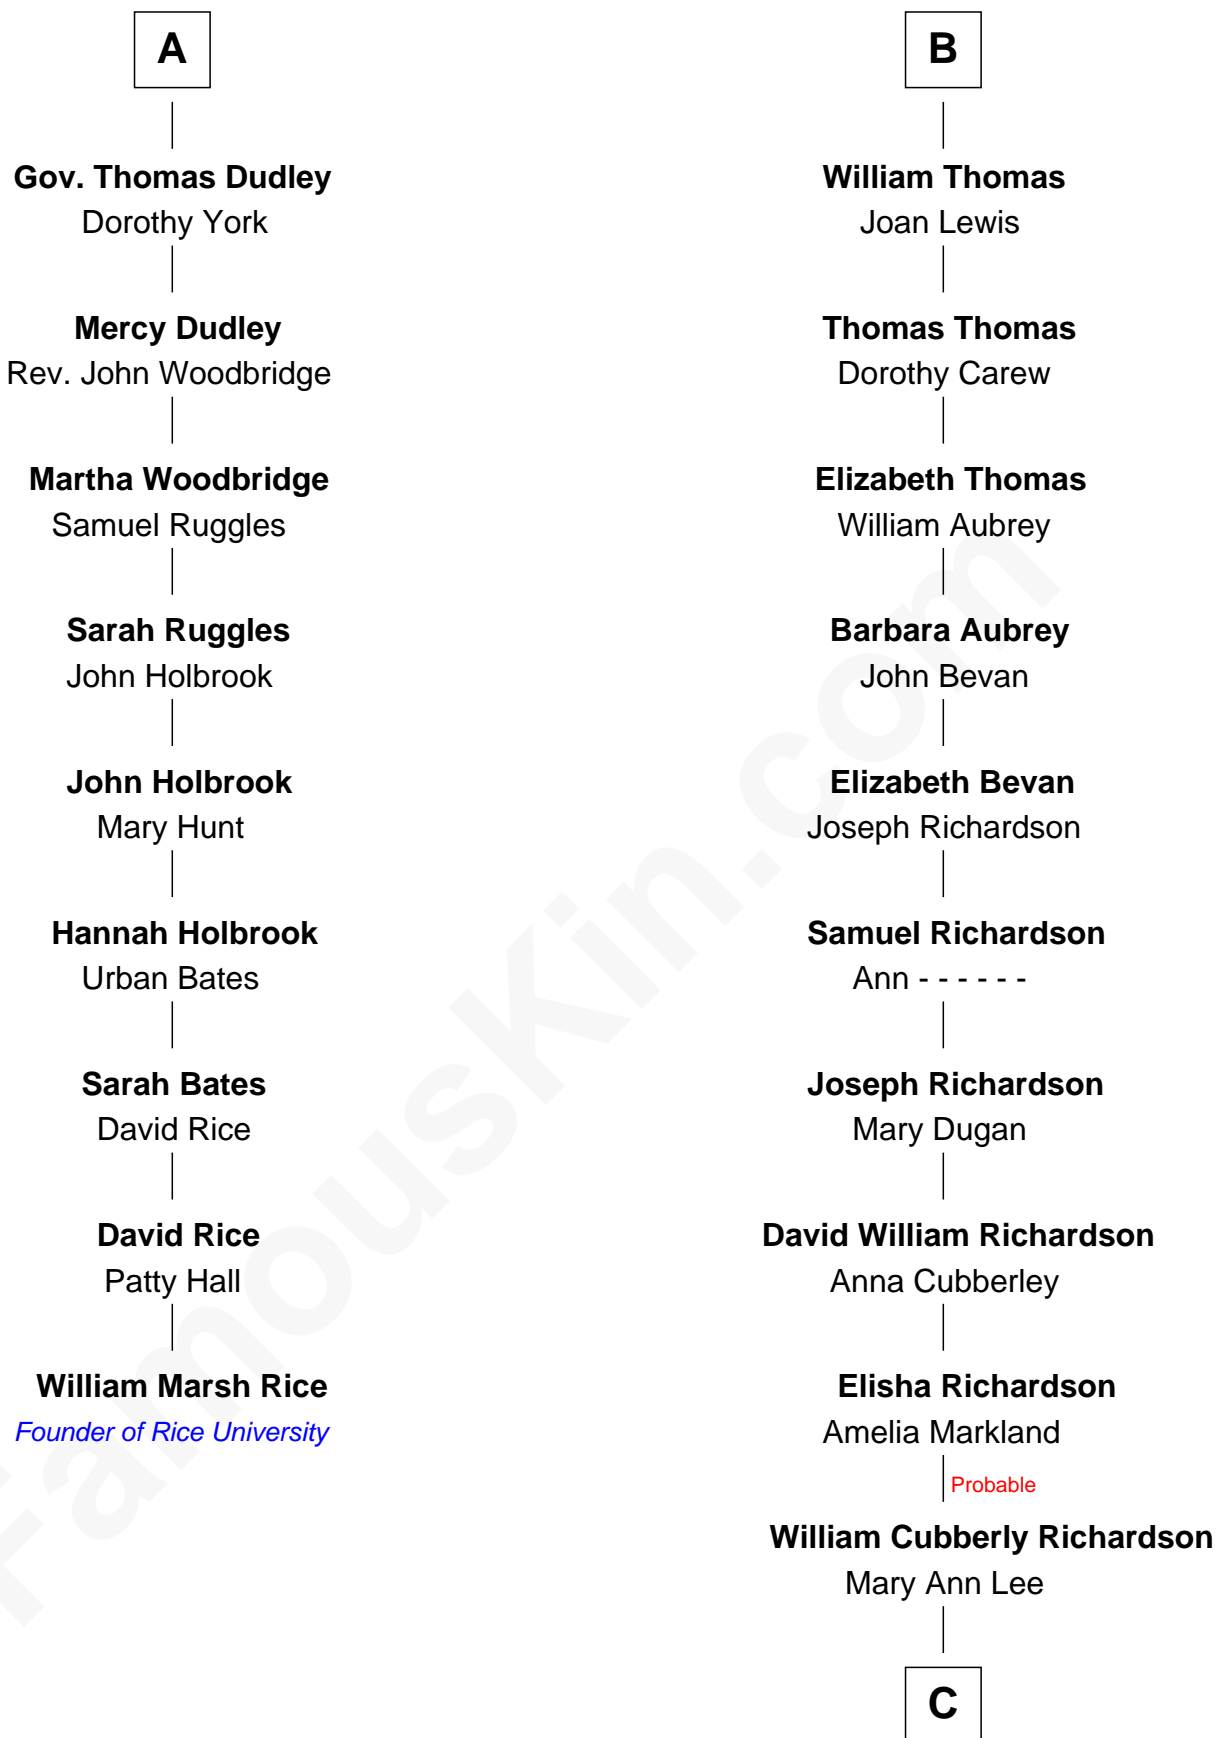 A
Gov. Thomas Dudley
Dorothy York
Mercy Dudley
Rev. John Woodbridge
Martha Woodbridge
Samuel Ruggles
Sarah Ruggles
John Holbrook
John Holbrook
Mary Hunt
Hannah Holbrook
Urban Bates
Sarah Bates
David Rice
David Rice
Patty Hall
William Marsh Rice
Founder of Rice University
B
William Thomas
Joan Lewis
Thomas Thomas
Dorothy Carew
Elizabeth Thomas
William Aubrey
Barbara Aubrey
John Bevan
Elizabeth Bevan
Joseph Richardson
Samuel Richardson
Ann - - - - - -
Joseph Richardson
Mary Dugan
David William Richardson
Anna Cubberley
Elisha Richardson
Amelia Markland
Probable
William Cubberly Richardson
Mary Ann Lee
C
FamousKin.com